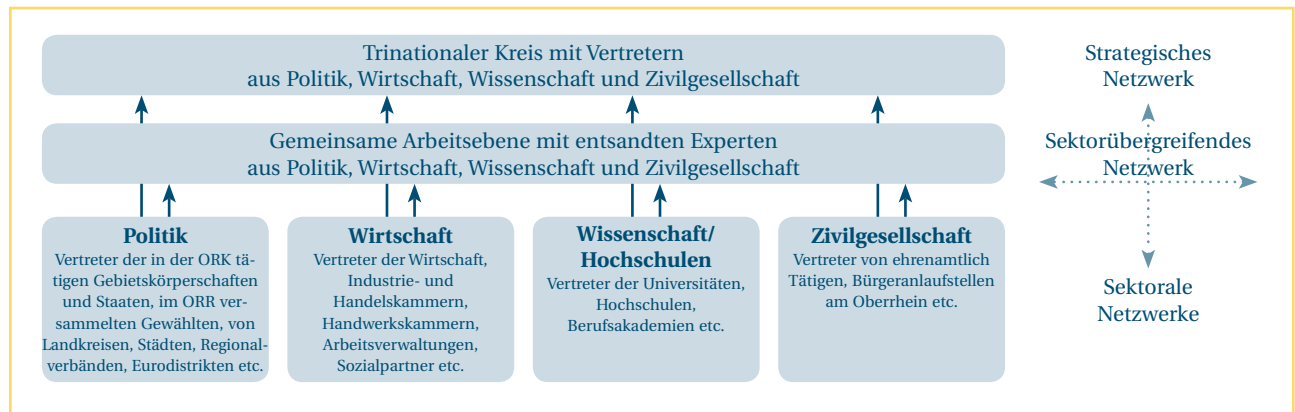 Trinationaler Kreis mit Vertretern
aus Politik, Wirtschaft, Wissenschaft und Zivilgesellschaft
Strategisches
Netzwerk
Gemeinsame Arbeitsebene mit entsandten Experten
aus Politik, Wirtschaft, Wissenschaft und Zivilgesellschaft
Sektorübergreifendes
Netzwerk
Politik
Vertreter der in der ORK tä-
tigen Gebietskörperschaften
und Staaten, im ORR ver-
sammelten Gewählten, von
Landkreisen, Städten, Regional-
verbänden, Eurodistrikten etc.
Wirtschaft
Vertreter der Wirtschaft,
Industrie- und
Handelskammern,
Handwerkskammern,
Arbeitsverwaltungen,
Sozialpartner etc.
Wissenschaft/
Hochschulen
Vertreter der Universitäten,
Hochschulen,
Berufsakademien etc.
Zivilgesellschaft
Vertreter von ehrenamtlich
Tätigen, Bürgeranlaufstellen
am Oberrhein etc.
Sektorale
Netzwerke